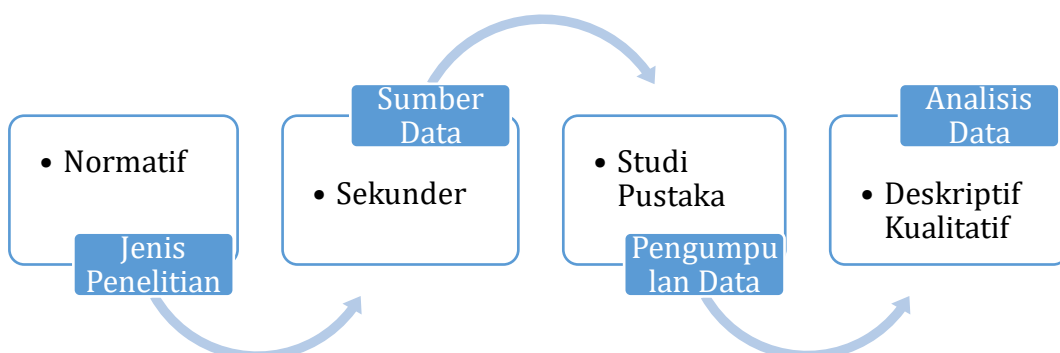 • Normatif
Jenis
Penelitian
Sumber
Data
• Sekunder
• Studi
Pustaka
Pengumpu
lan Data
Analisis
Data
• Deskriptif
Kualitatif